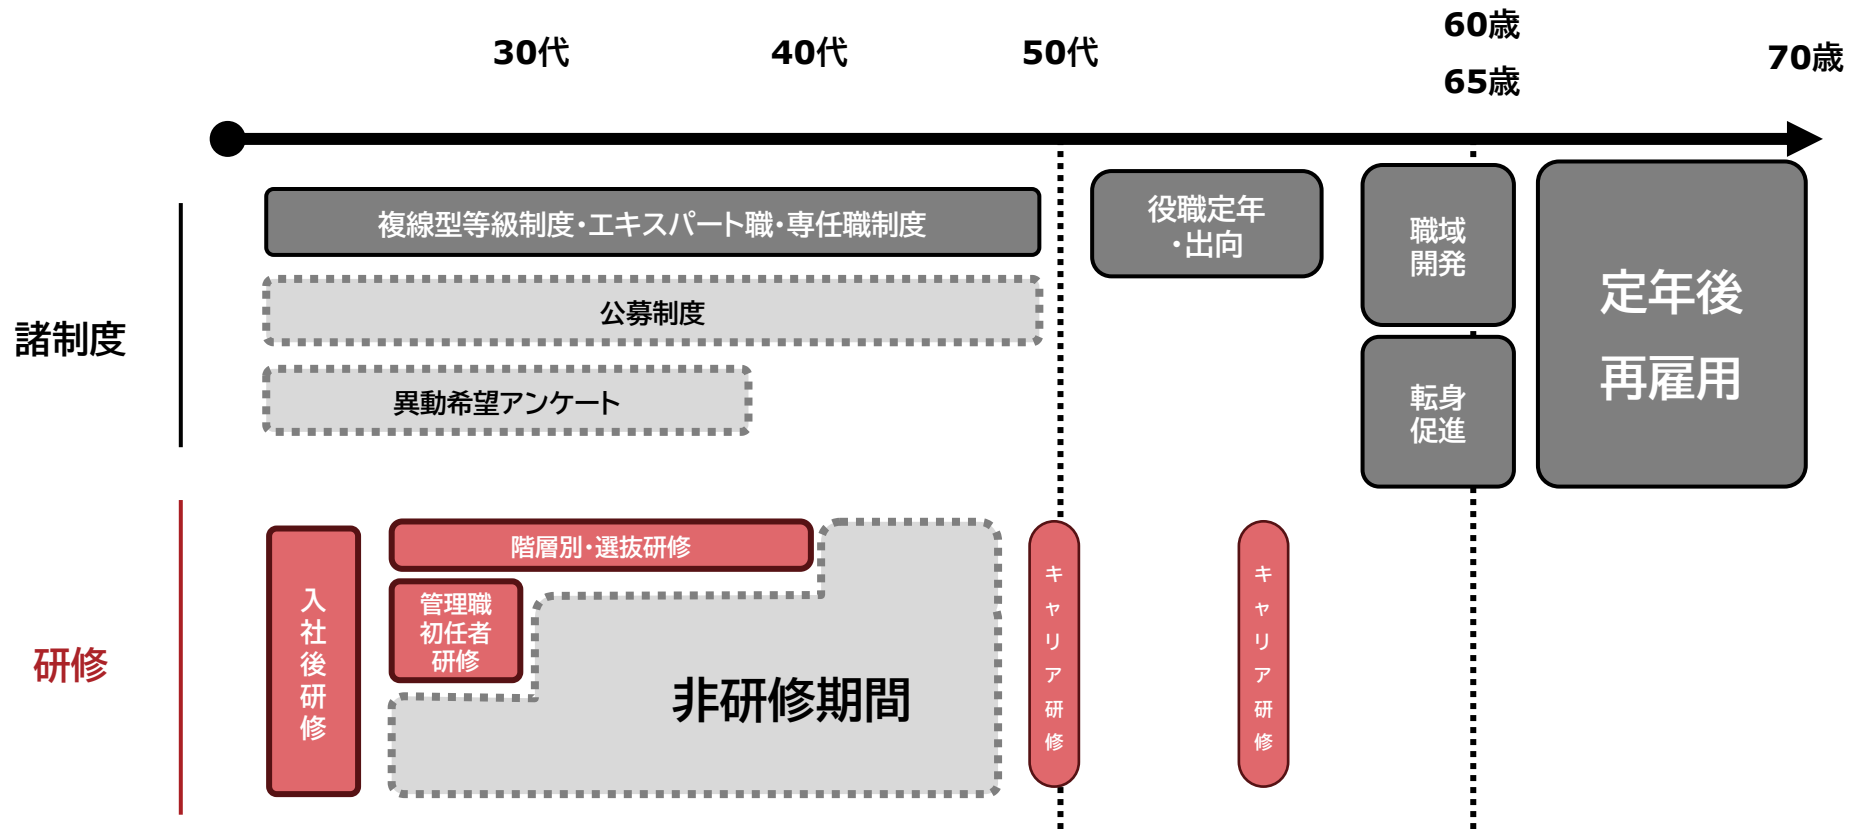 30代
40代
50代
60歳
65歳
70歳
諸制度
複線型等級制度・エキスパート職・専任職制度
公募制度
異動希望アンケート
役職定年
・出向
職域
開発
転身
促進
定年後
再雇用
研修
入社後研修
階層別・選抜研修
管理職
初任者
研修
非研修期間
キャリア研修
キャリア研修